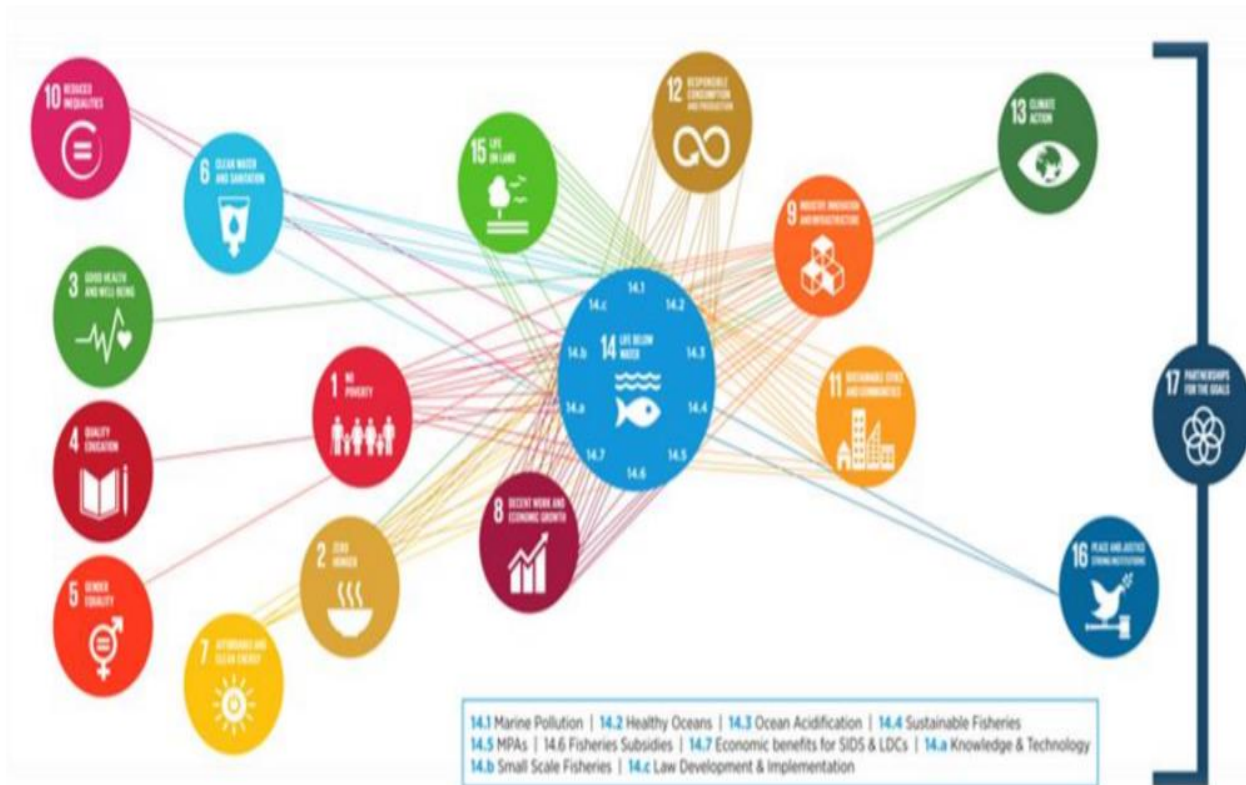 10 REDUCED
INEQUALITIES
6 CLEAN WATER
AND SANITATION
15 LIFE
ON LAND
12 RESPONSIBLE
CONSUMPTION
AND PRODUCTION
13 CLIMATE
ACTION
9 INDUSTRY INNOVATION
AND INFRASTRUCTURE
3 GOOD HEALTH
AND WELL-BEING
14.1
14.2
14.3
14.4
14.5
14.6
14.7
14.a
14.b
14.c
14 LIFE BELOW
WATER
1 NO
POVERTY
11 SUSTAINABLE CITIES
AND COMMUNITIES
17 PARTNERSHIPS
FOR THE GOALS
4 QUALITY
EDUCATION
8 DECENT WORK AND
ECONOMIC GROWTH
2 ZERO
HUNGER
16 PEACE AND JUSTICE
STRONG INSTITUTIONS
5 GENDER
EQUALITY
7 AFFORDABLE AND
CLEAN ENERGY
14.1 Marine Pollution | 14.2 Healthy Oceans | 14.3 Ocean Acidification | 14.4 Sustainable Fisheries
14.5 MPAs | 14.6 Fisheries Subsidies | 14.7 Economic benefits for SIDS & LDCs | 14.a Knowledge & Technology
14.b Small Scale Fisheries | 14.c Law Development & Implementation